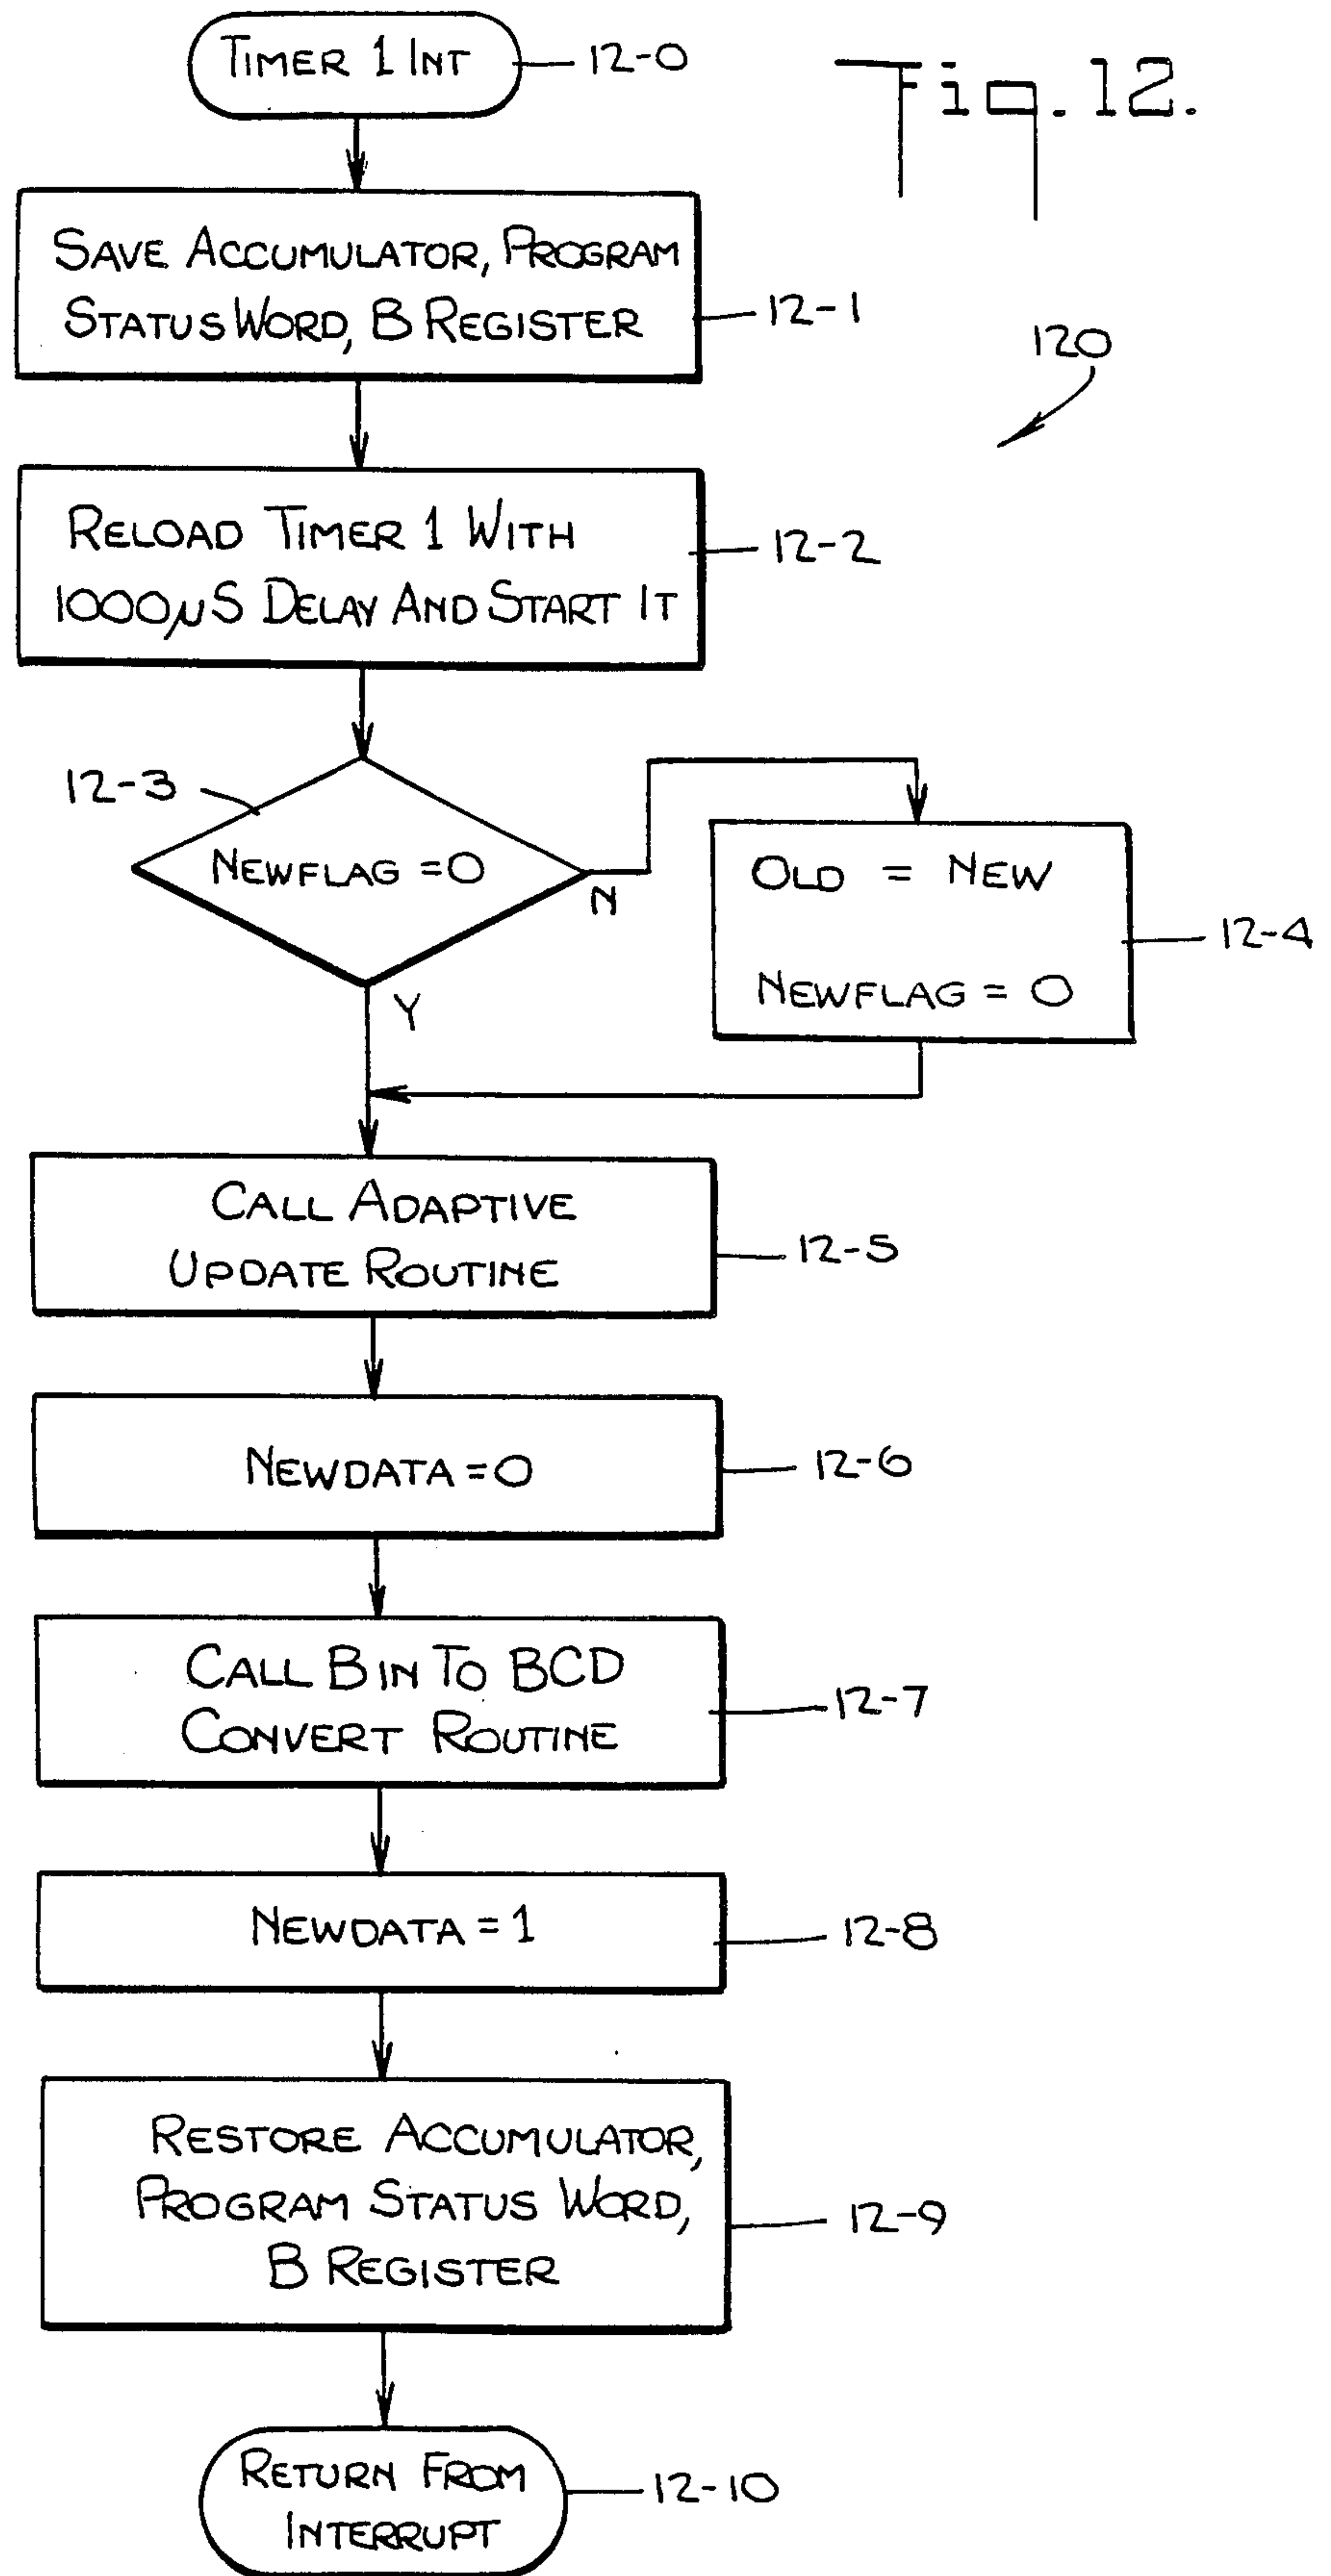 TIMER 1 INT
12-0
Fig. 12.
SAVE ACCUMULATOR, PROGRAM
STATUS WORD, B REGISTER
12-1
120
RELOAD TIMER 1 WITH
1000µS DELAY AND START IT
12-2
12-3
NEWFLAG = 0
N
Y
OLD = NEW
NEWFLAG = 0
12-4
CALL ADAPTIVE
UPDATE ROUTINE
12-5
NEWDATA = 0
12-6
CALL BIN TO BCD
CONVERT ROUTINE
12-7
NEWDATA = 1
12-8
RESTORE ACCUMULATOR,
PROGRAM STATUS WORD,
B REGISTER
12-9
RETURN FROM
INTERRUPT
12-10